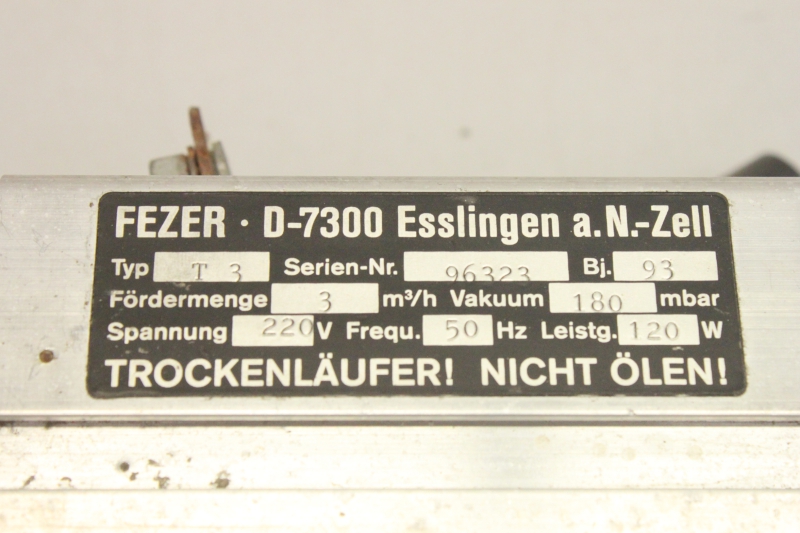 FEZER · D-7300 Esslingen a.N.-Zell
Typ T 3 Serien-Nr. 96323 Bj. 93
Fördermenge 3 m³/h Vakuum 180 mbar
Spannung 220 V Frequ. 50 Hz Leistg. 120 W
TROCKENLÄUFER! NICHT ÖLEN!